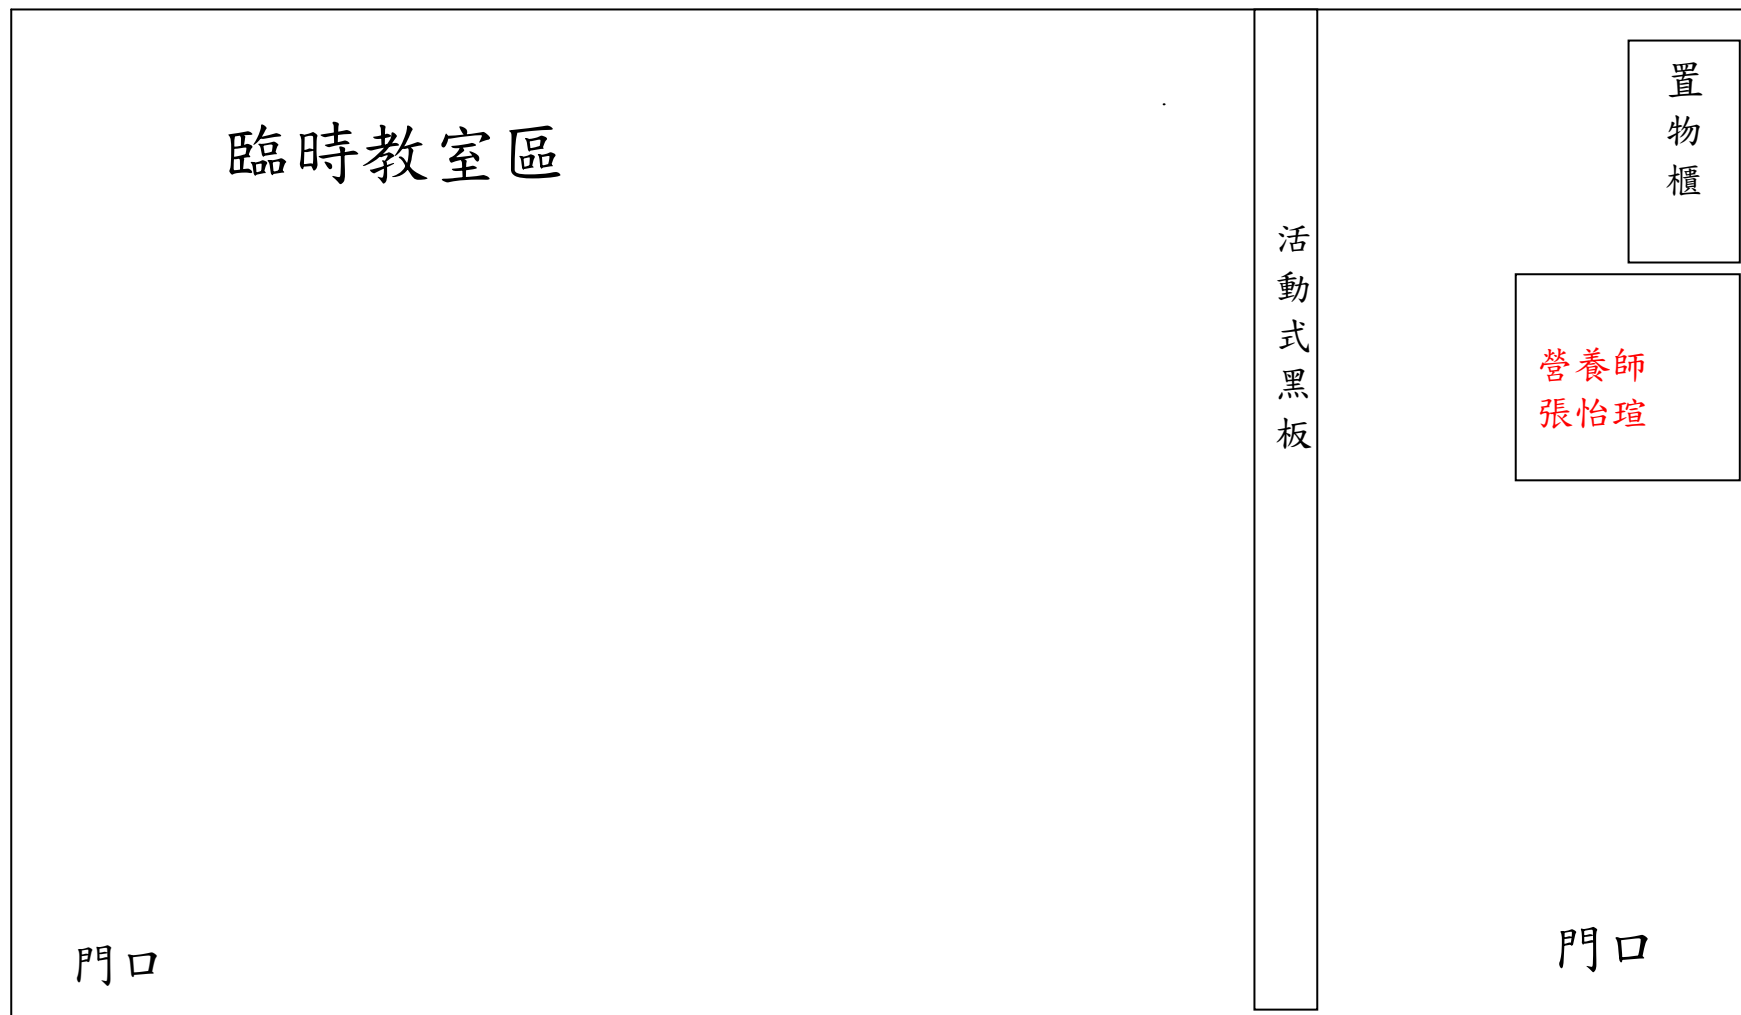 臨時教室區
活動式黑板
置物櫃
營養師
張怡瑄
門口
門口